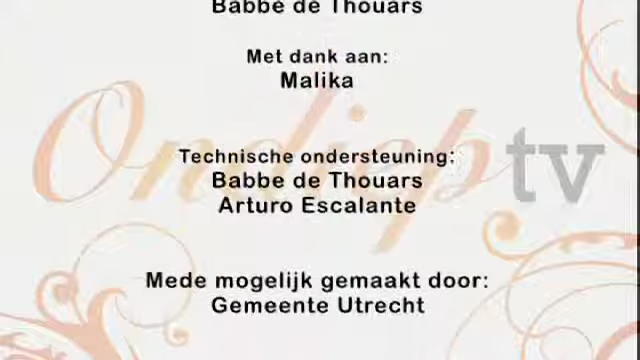 Babbe de Thouars
Met dank aan:
Malika
Ondiep tv
Technische ondersteuning:
Babbe de Thouars
Arturo Escalante
Mede mogelijk gemaakt door:
Gemeente Utrecht